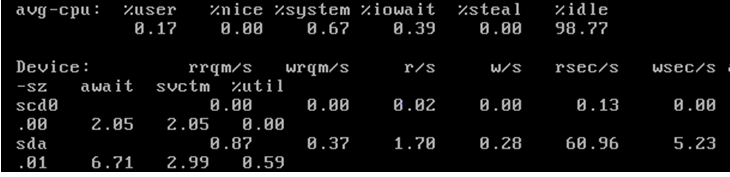 avg-cpu: %user %nice %system %iowait %steal %idle
0.17 0.00 0.67 0.39 0.00 98.77
Device: rrqm/s wrqm/s r/s w/s rsec/s wsec/s
-sz await svctm %util
scd0 0.00 0.00 0.02 0.00 0.13 0.00
.00 2.05 2.05 0.00
sda 0.87 0.37 1.70 0.28 60.96 5.23
.01 6.71 2.99 0.59